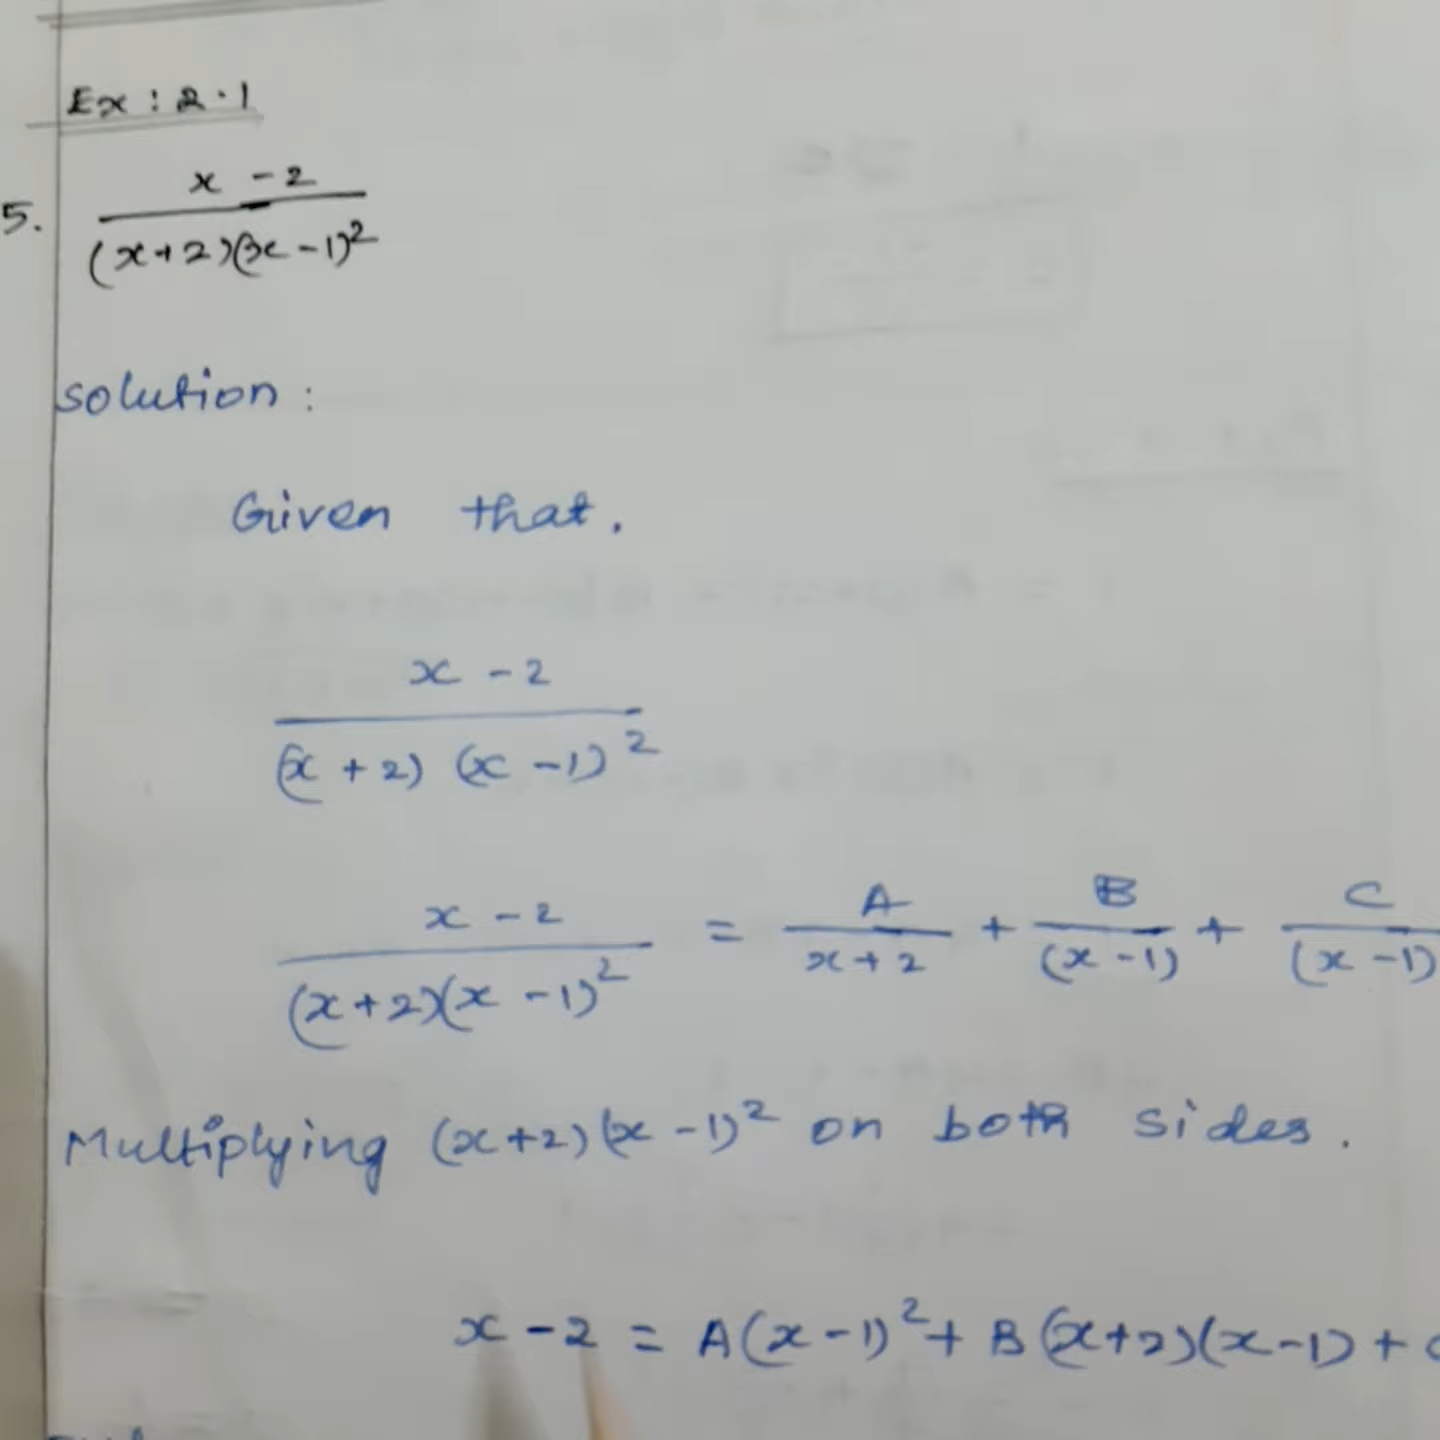 Ex : 2.1
5. x - 2 / (x+2)(x-1)²
Solution :
Given that.
x - 2 / (x + 2) (x - 1)²
x - 2 / (x+2)(x - 1)² = A / x+2 + B / (x-1) + C / (x-1)
Multiplying (x+2)(x-1)² on both sides.
x - 2 = A(x-1)² + B(x+2)(x-1) +